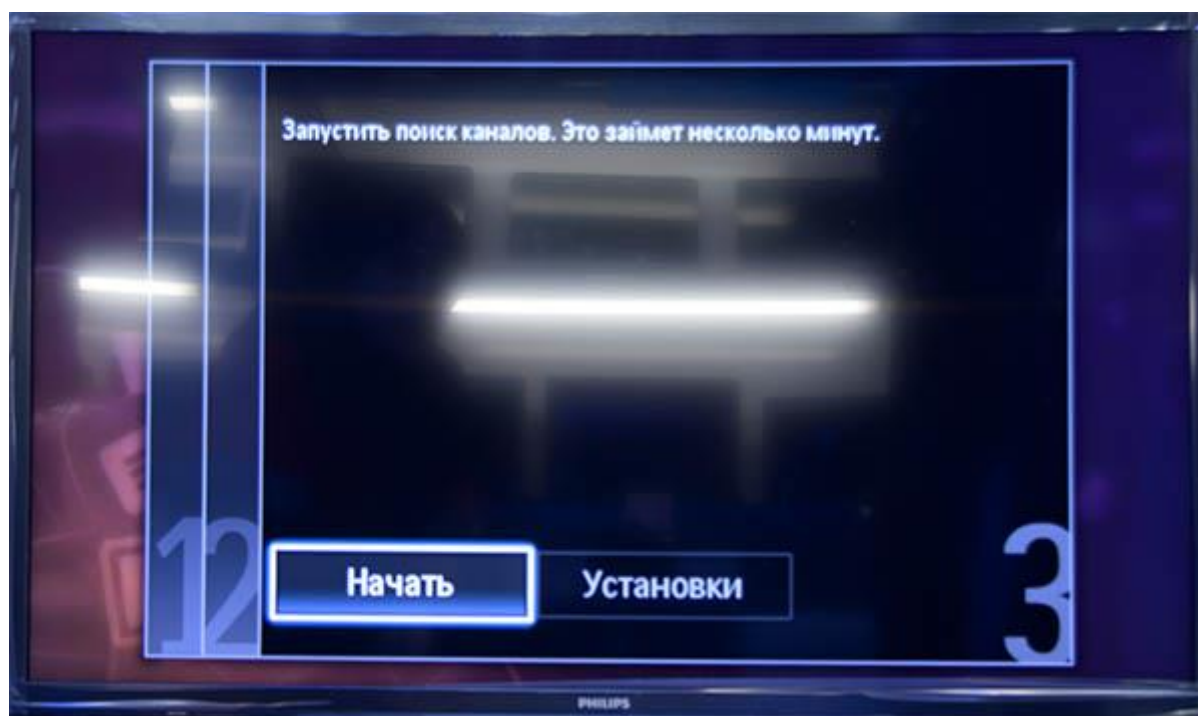 Запустить поиск каналов. Это займет несколько минут.
1
2
Начать
Установки
3
PHILIPS